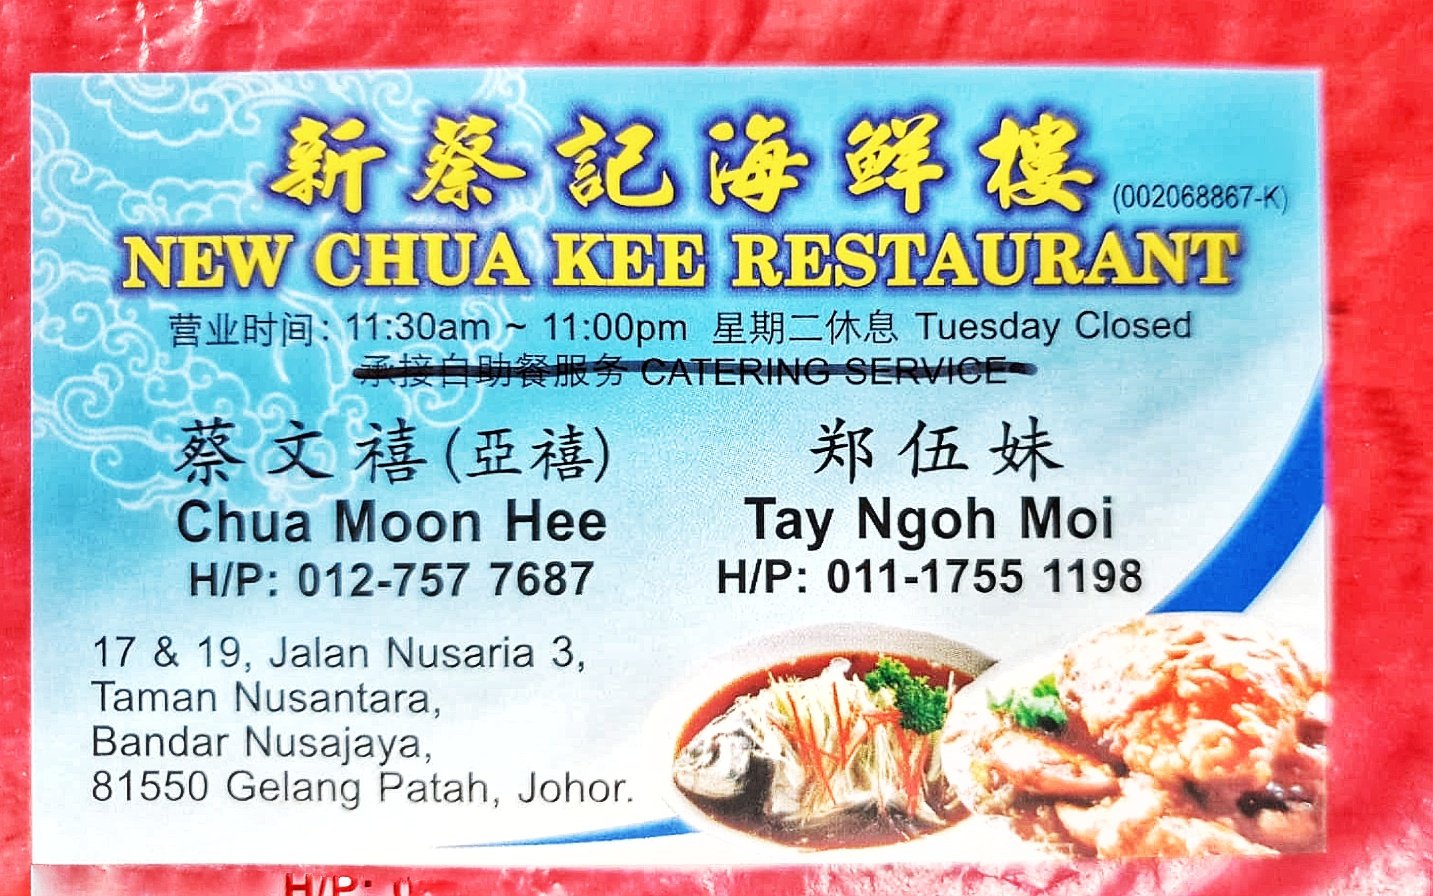 新蔡記海鮮樓 (002068867-K)
NEW CHUA KEE RESTAURANT
营业时间: 11:30am ~ 11:00pm 星期二休息 Tuesday Closed
承接自助餐服务 CATERING SERVICE
蔡文禧(亞禧)
Chua Moon Hee
H/P: 012-757 7687
郑伍妹
Tay Ngoh Moi
H/P: 011-1755 1198
17 & 19, Jalan Nusaria 3,
Taman Nusantara,
Bandar Nusajaya,
81550 Gelang Patah, Johor.
H/P: